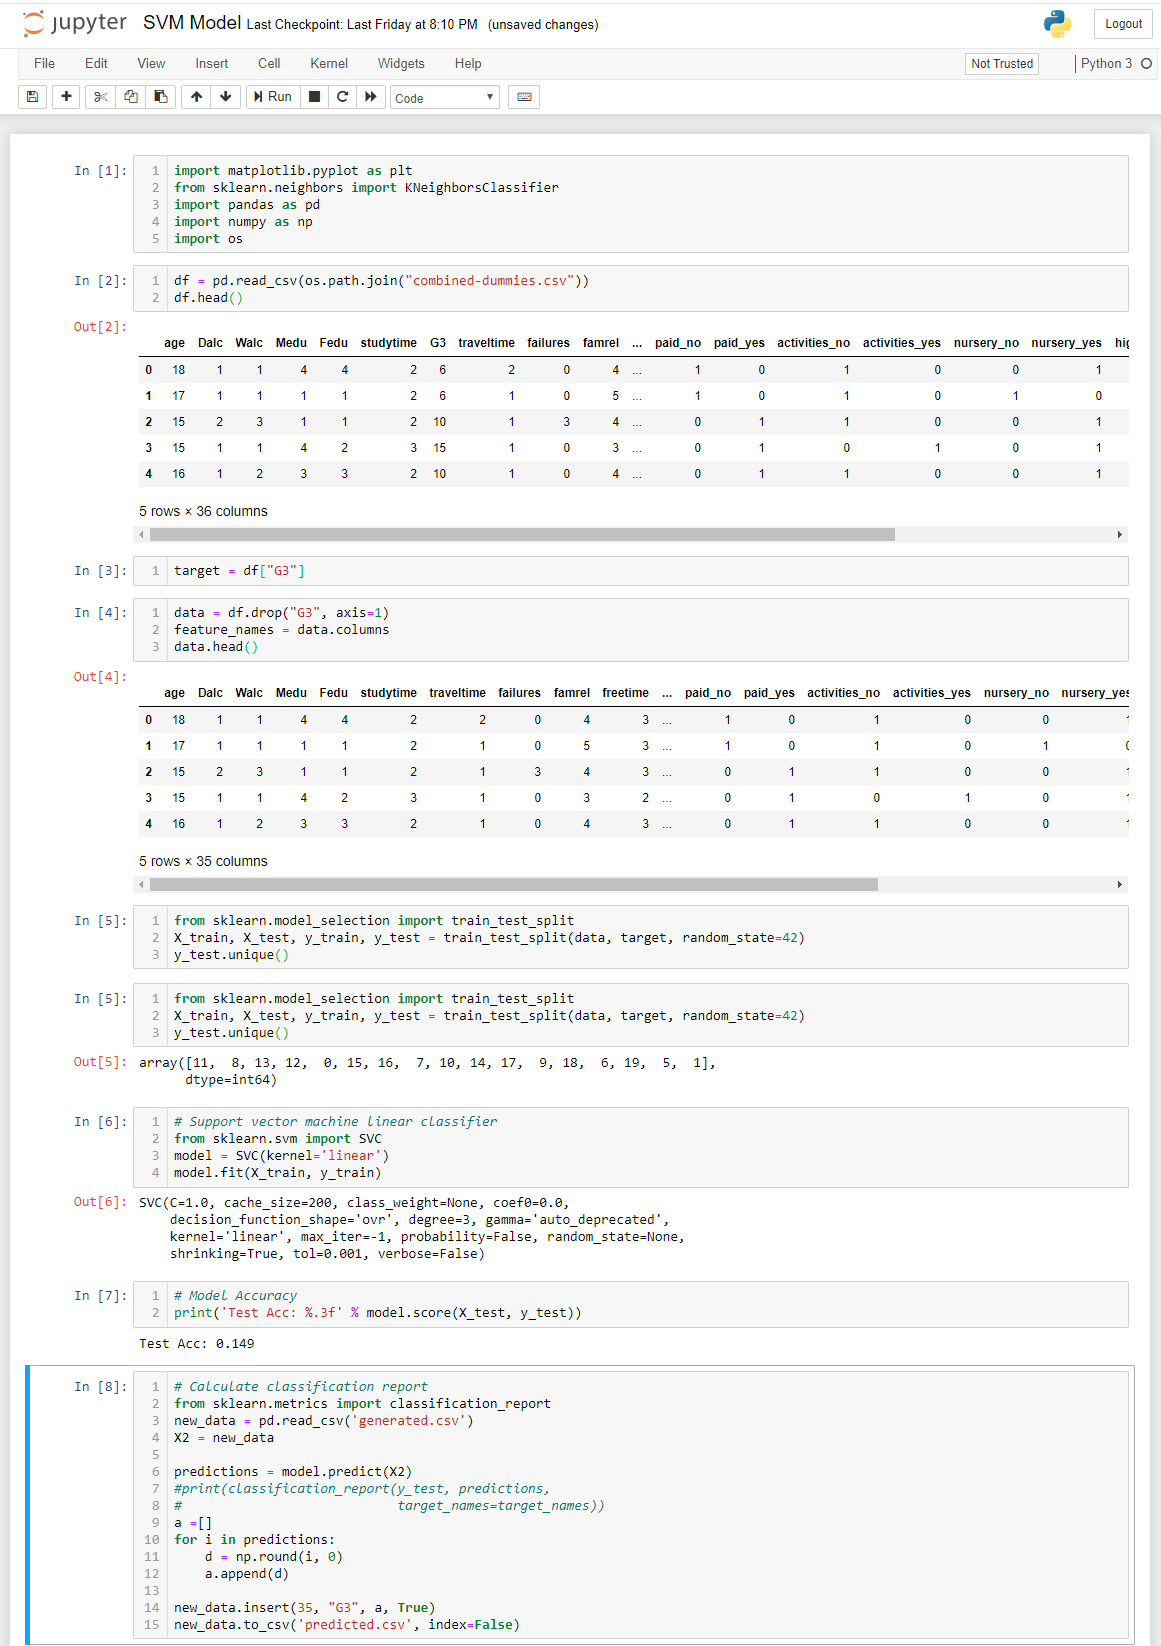 jupyter SVM Model Last Checkpoint: Last Friday at 8:10 PM (unsaved changes) Logout
File Edit View Insert Cell Kernel Widgets Help Not Trusted Python 3
Run Code
In [1]:
1 import matplotlib.pyplot as plt
2 from sklearn.neighbors import KNeighborsClassifier
3 import pandas as pd
4 import numpy as np
5 import os
In [2]:
1 df = pd.read_csv(os.path.join("combined-dummies.csv"))
2 df.head()
Out[2]:
age Dalc Walc Medu Fedu studytime G3 traveltime failures famrel ... paid_no paid_yes activities_no activities_yes nursery_no nursery_yes hig
0 18 1 1 4 4 2 6 2 0 4 ... 1 0 1 0 0 1
1 17 1 1 1 1 2 6 1 0 5 ... 1 0 1 0 1 0
2 15 2 3 1 1 2 10 1 3 4 ... 0 1 1 0 0 1
3 15 1 1 4 2 3 15 1 0 3 ... 0 1 0 1 0 1
4 16 1 2 3 3 2 10 1 0 4 ... 0 1 1 0 0 1
5 rows × 36 columns
In [3]:
1 target = df["G3"]
In [4]:
1 data = df.drop("G3", axis=1)
2 feature_names = data.columns
3 data.head()
Out[4]:
age Dalc Walc Medu Fedu studytime traveltime failures famrel freetime ... paid_no paid_yes activities_no activities_yes nursery_no nursery_yes
0 18 1 1 4 4 2 2 0 4 3 ... 1 0 1 0 0 1
1 17 1 1 1 1 2 1 0 5 3 ... 1 0 1 0 1 0
2 15 2 3 1 1 2 1 3 4 3 ... 0 1 1 0 0 1
3 15 1 1 4 2 3 1 0 3 2 ... 0 1 0 1 0 1
4 16 1 2 3 3 2 1 0 4 3 ... 0 1 1 0 0 1
5 rows × 35 columns
In [5]:
1 from sklearn.model_selection import train_test_split
2 X_train, X_test, y_train, y_test = train_test_split(data, target, random_state=42)
3 y_test.unique()
In [5]:
1 from sklearn.model_selection import train_test_split
2 X_train, X_test, y_train, y_test = train_test_split(data, target, random_state=42)
3 y_test.unique()
Out[5]: array([11, 8, 13, 12, 0, 15, 16, 7, 10, 14, 17, 9, 18, 6, 19, 5, 1],
dtype=int64)
In [6]:
1 # Support vector machine linear classifier
2 from sklearn.svm import SVC
3 model = SVC(kernel='linear')
4 model.fit(X_train, y_train)
Out[6]: SVC(C=1.0, cache_size=200, class_weight=None, coef0=0.0,
decision_function_shape='ovr', degree=3, gamma='auto_deprecated',
kernel='linear', max_iter=-1, probability=False, random_state=None,
shrinking=True, tol=0.001, verbose=False)
In [7]:
1 # Model Accuracy
2 print('Test Acc: %.3f' % model.score(X_test, y_test))
Test Acc: 0.149
In [8]:
1 # Calculate classification report
2 from sklearn.metrics import classification_report
3 new_data = pd.read_csv('generated.csv')
4 X2 = new_data
5
6 predictions = model.predict(X2)
7 #print(classification_report(y_test, predictions,
8 # target_names=target_names))
9 a =[]
10 for i in predictions:
11 d = np.round(i, 0)
12 a.append(d)
13
14 new_data.insert(35, "G3", a, True)
15 new_data.to_csv('predicted.csv', index=False)